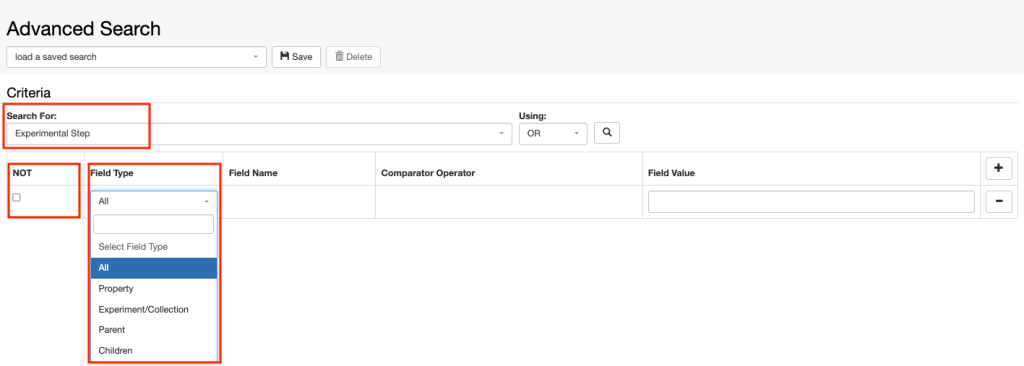 Advanced Search
load a saved search Save Delete
Criteria
Search For: Using:
Experimental Step OR
NOT Field Type Field Name Comparator Operator Field Value
All
Select Field Type
All
Property
Experiment/Collection
Parent
Children